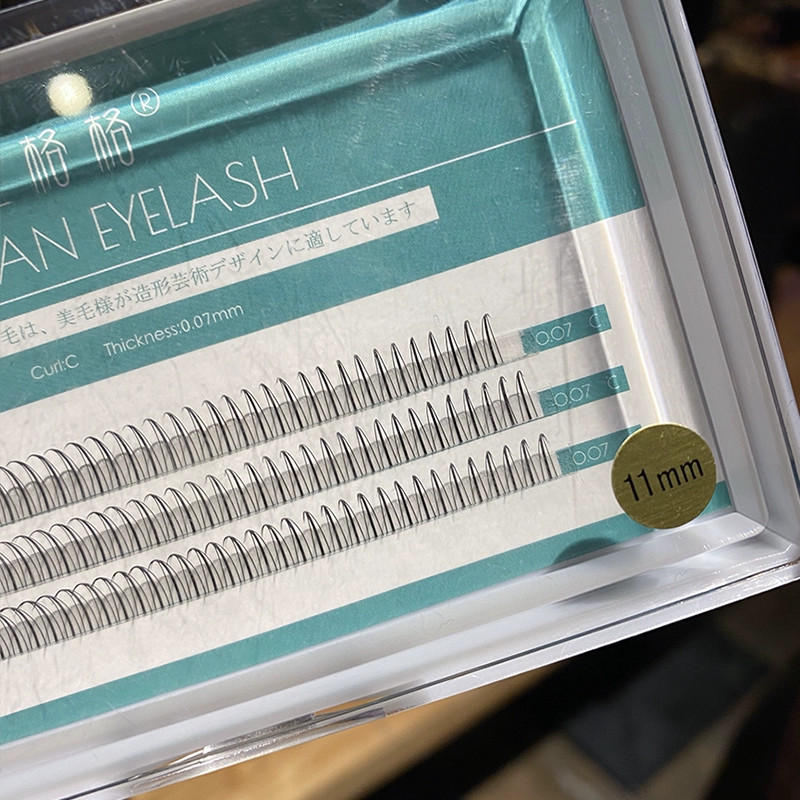 格格®
AN EYELASH
毛は、美毛様が造形芸術デザインに適しています
Curl:C Thickness:0.07mm
0.07 C
0.07 C
0.07
11mm